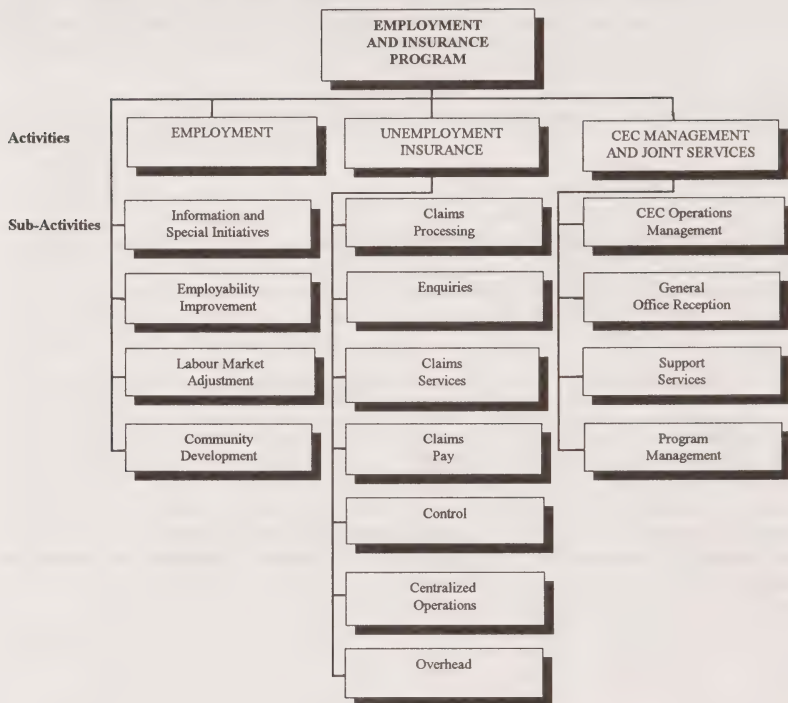 EMPLOYMENT
AND INSURANCE
PROGRAM
Activities
EMPLOYMENT
UNEMPLOYMENT
INSURANCE
CEC MANAGEMENT
AND JOINT SERVICES
Sub-Activities
Information and
Special Initiatives
Employability
Improvement
Labour Market
Adjustment
Community
Development
Claims
Processing
Enquiries
Claims
Services
Claims
Pay
Control
Centralized
Operations
Overhead
CEC Operations
Management
General
Office Reception
Support
Services
Program
Management